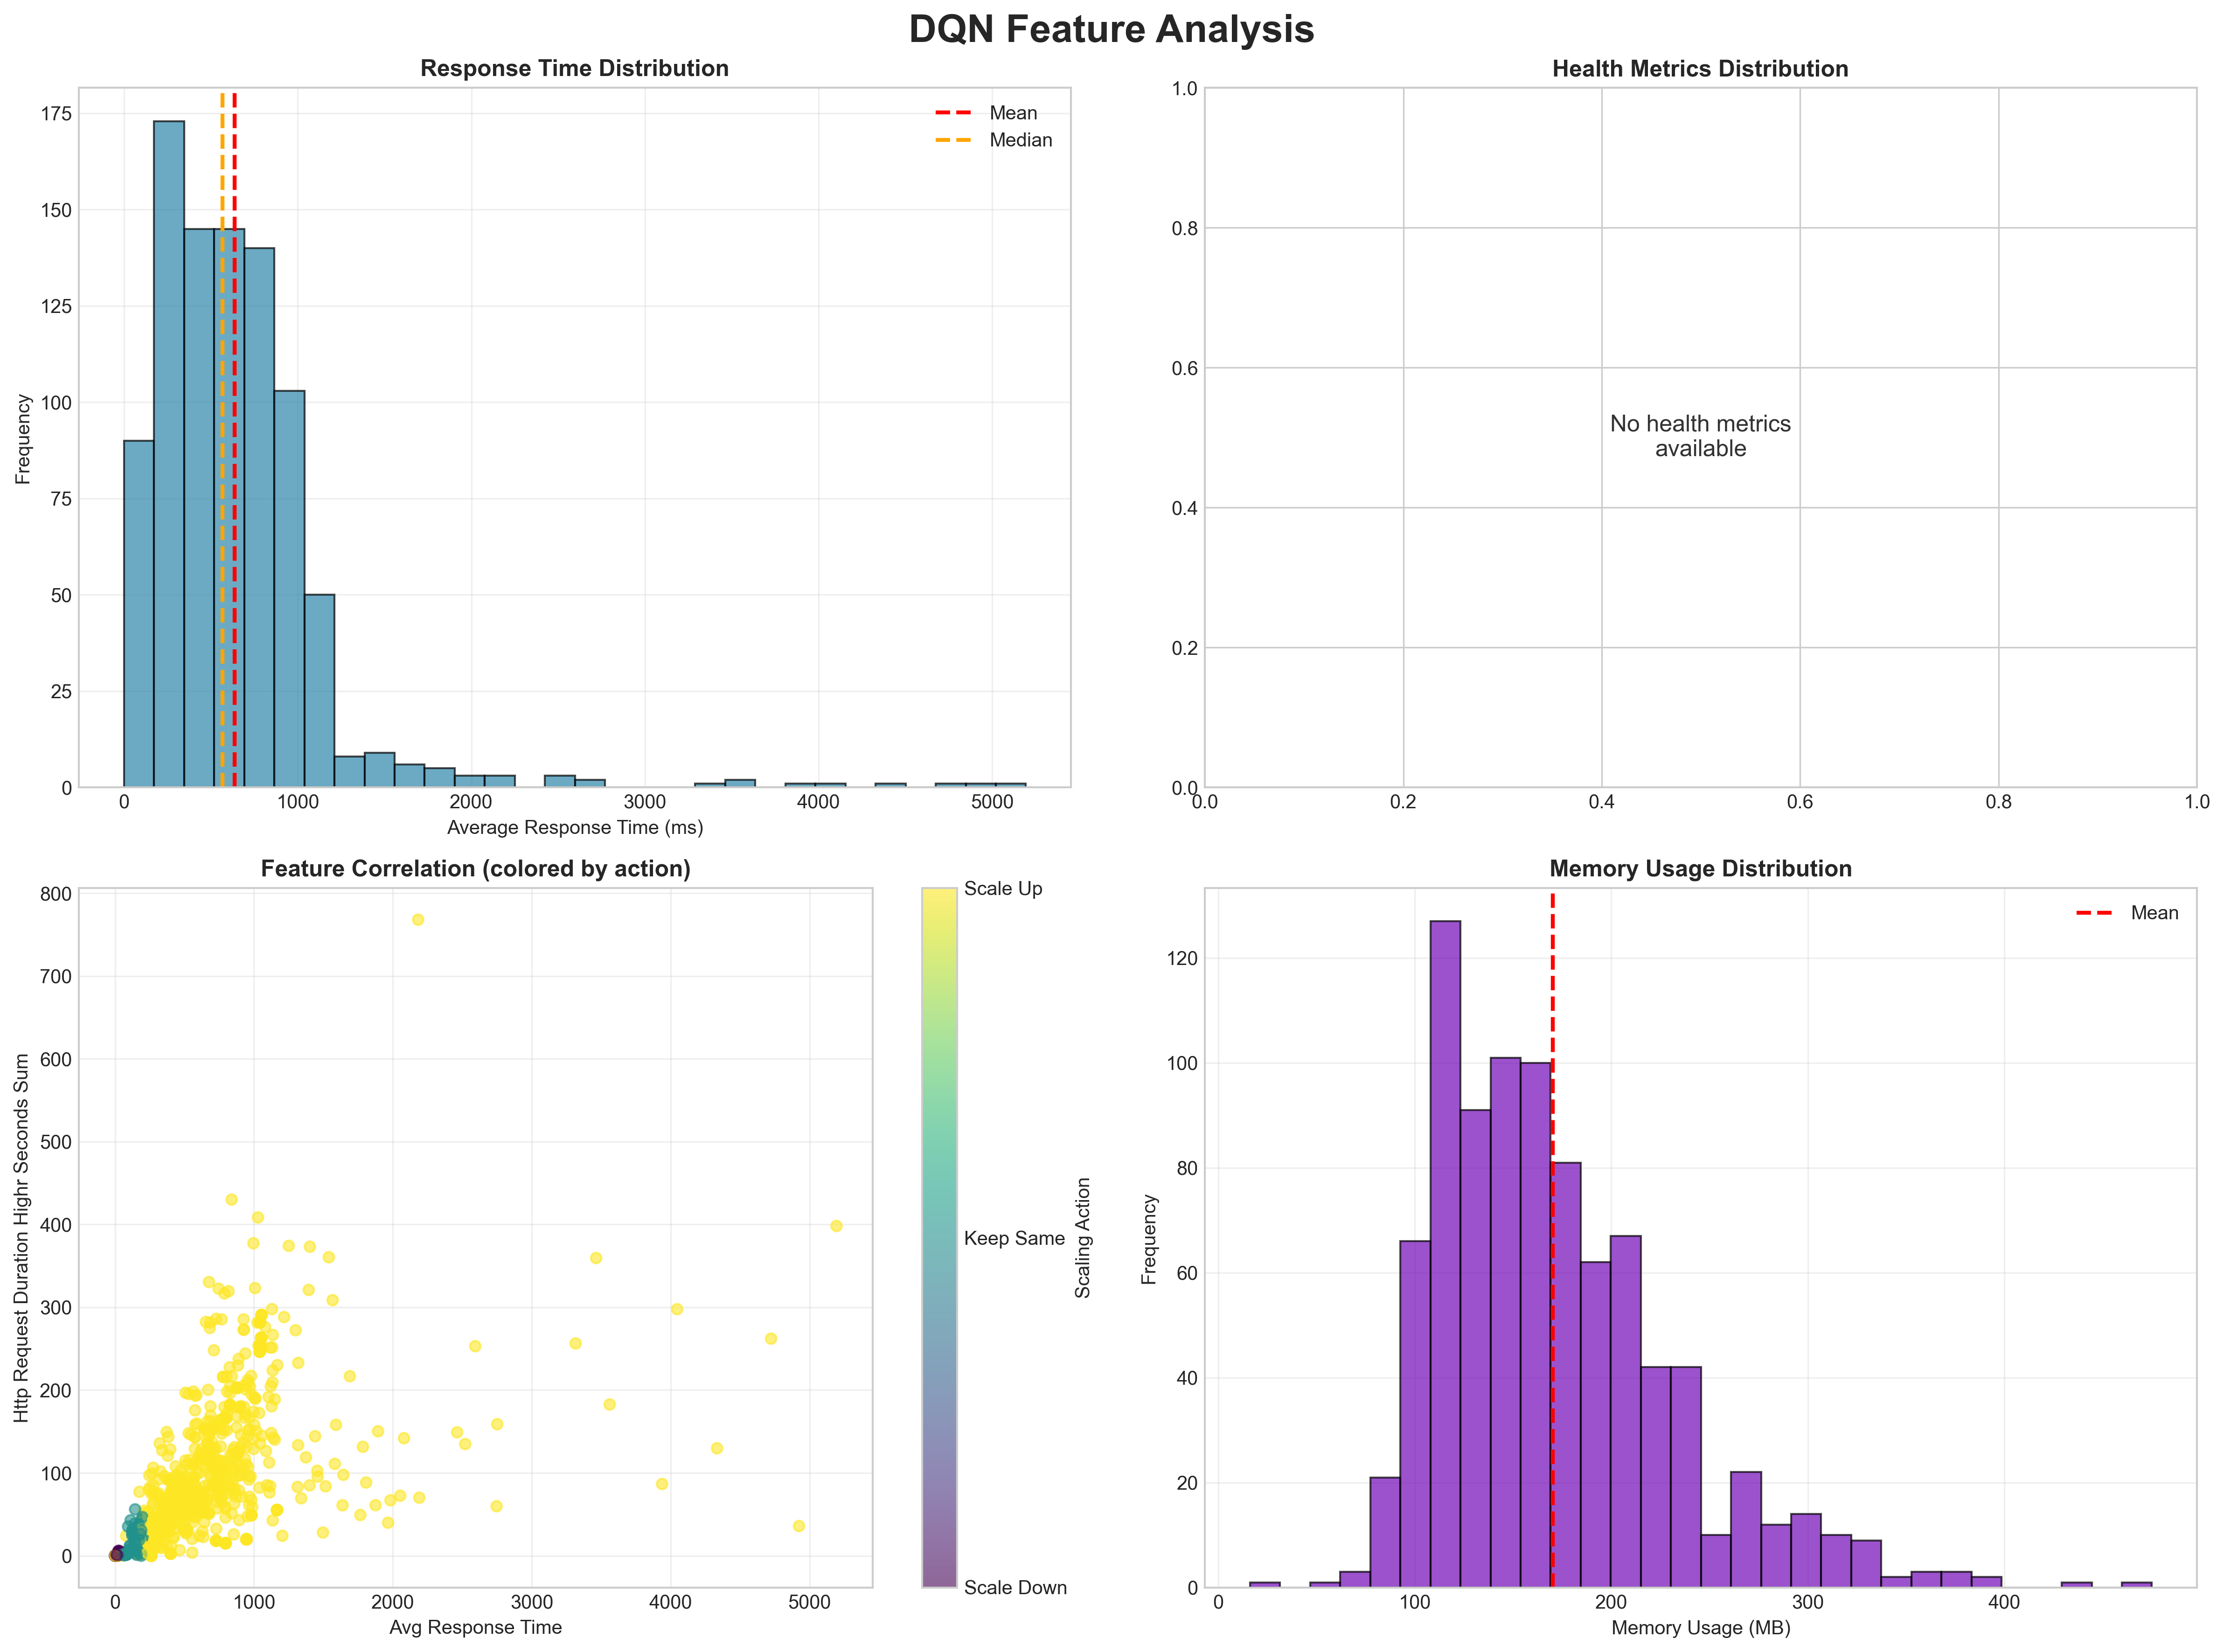 DQN Feature Analysis
Response Time Distribution
175
150
125
100
75
50
25
0
Frequency
0
1000
2000
3000
4000
5000
Average Response Time (ms)
Mean
Median
Health Metrics Distribution
1.0
0.8
0.6
0.4
0.2
0.0
No health metrics
available
0.0
0.2
0.4
0.6
0.8
1.0
Feature Correlation (colored by action)
800
700
600
500
400
300
200
100
0
Http Request Duration Highr Seconds Sum
0
1000
2000
3000
4000
5000
Avg Response Time
Scale Up
Keep Same
Scale Down
Scaling Action
Memory Usage Distribution
120
100
80
60
40
20
0
Frequency
0
100
200
300
400
Memory Usage (MB)
Mean